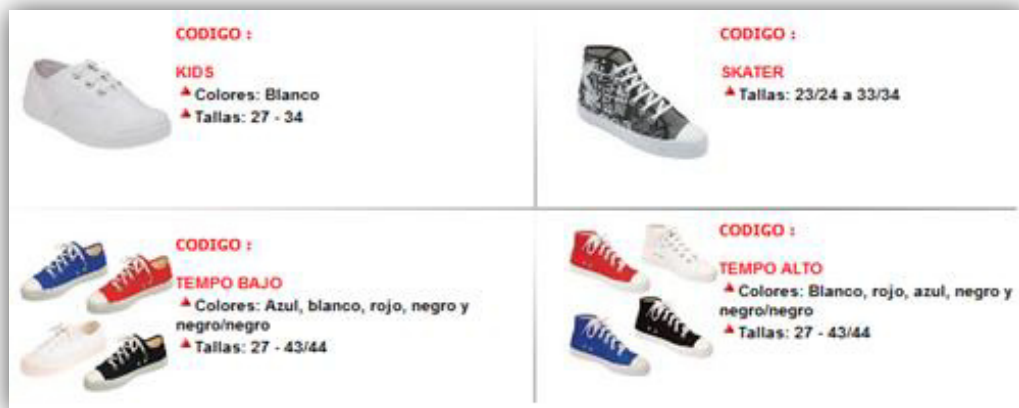 CODIGO :
KIDS
Colores: Blanco
Tallas: 27 - 34
CODIGO :
SKATER
Tallas: 23/24 a 33/34
CODIGO :
TEMPO BAJO
Colores: Azul, blanco, rojo, negro y
negro/negro
Tallas: 27 - 43/44
CODIGO :
TEMPO ALTO
Colores: Blanco, rojo, azul, negro y
negro/negro
Tallas: 27 - 43/44